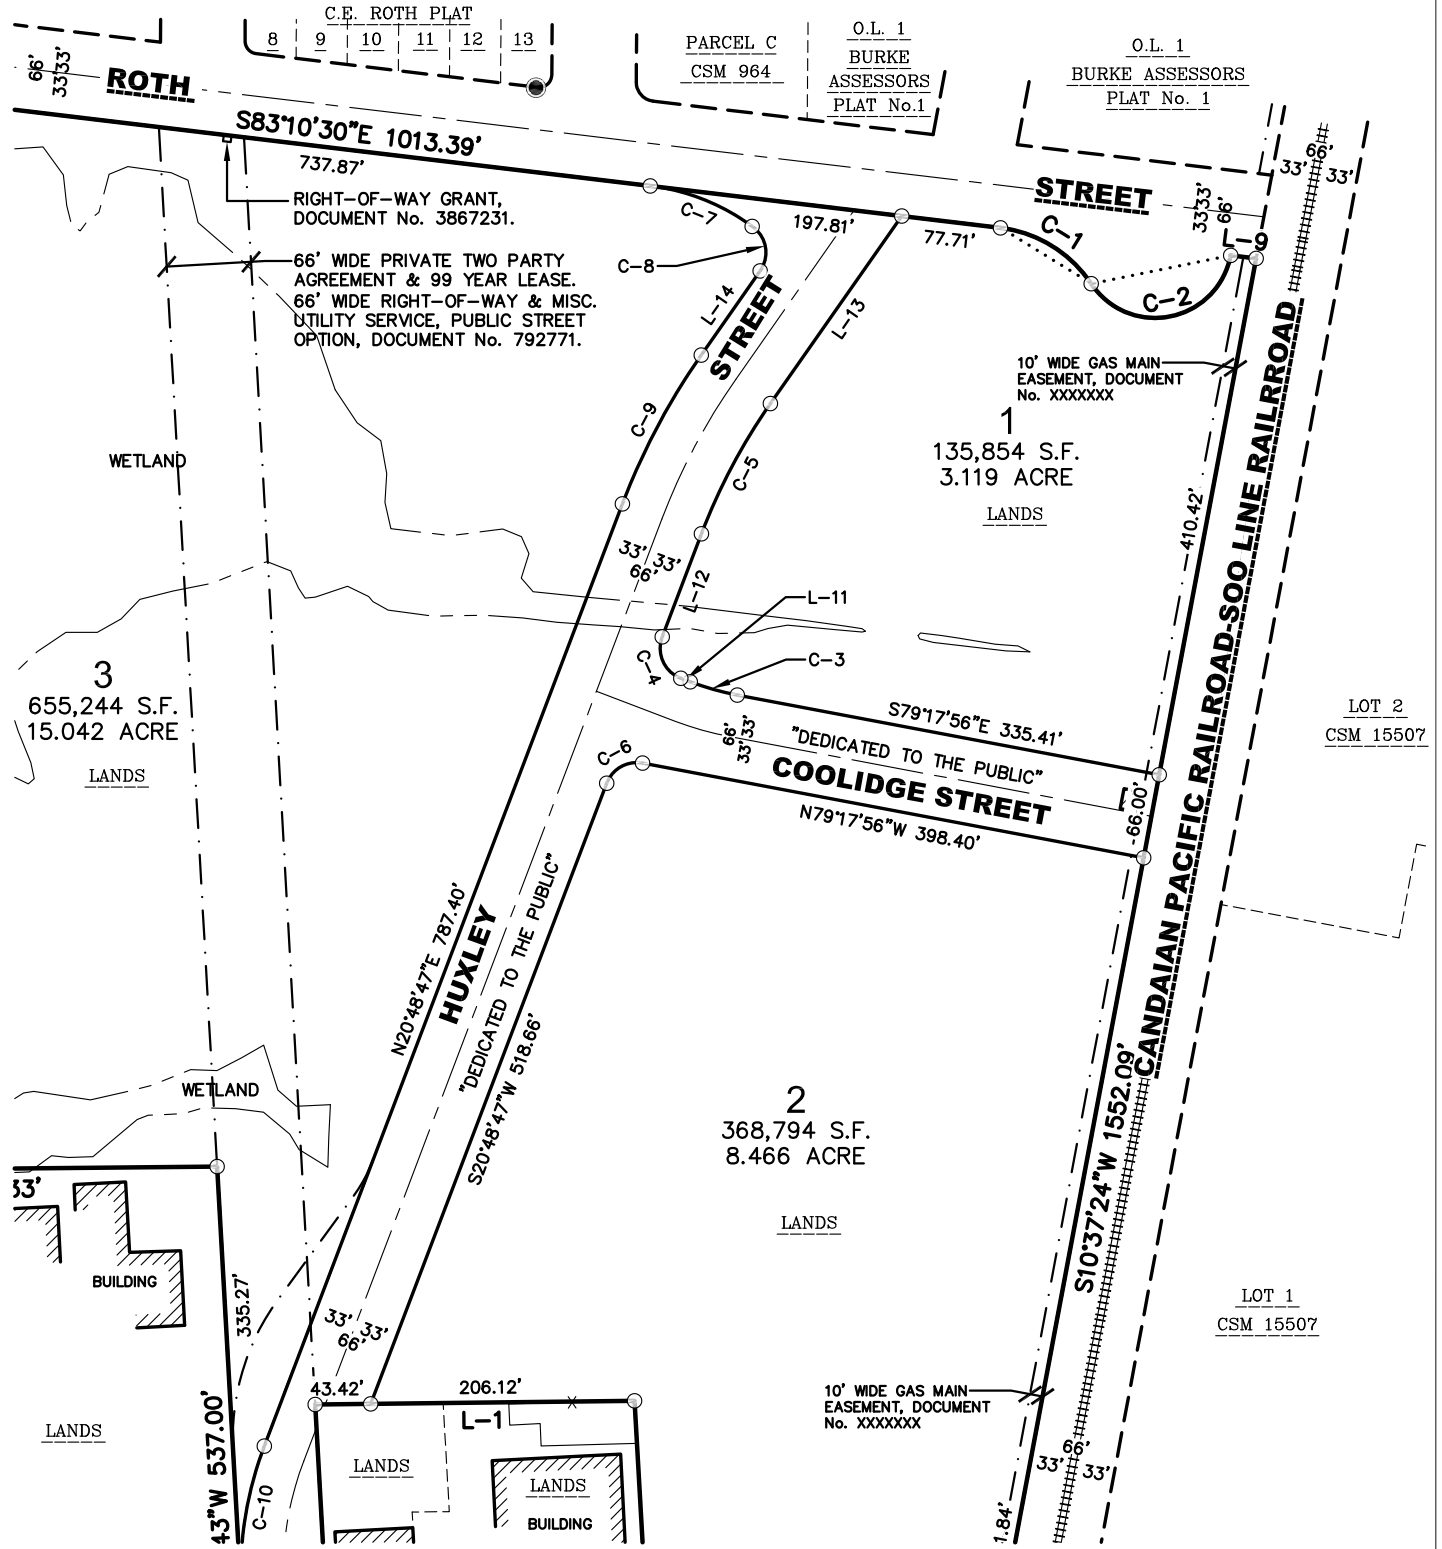 C.E. ROTH PLAT
8 9 10 11 12 13
PARCEL C
CSM 964
O.L. 1
BURKE
ASSESSORS
PLAT No.1
O.L. 1
BURKE ASSESSORS
PLAT No. 1
66'
33'33'
ROTH
S83°10'30"E 1013.39'
737.87'
RIGHT-OF-WAY GRANT,
DOCUMENT No. 3867231.
66' WIDE PRIVATE TWO PARTY
AGREEMENT & 99 YEAR LEASE.
66' WIDE RIGHT-OF-WAY & MISC.
UTILITY SERVICE, PUBLIC STREET
OPTION, DOCUMENT No. 792771.
C-7
C-8
L-14
STREET
197.81'
77.71'
L-13
STREET
C-1
C-2
33'33'
66'
L-9
66'
33' 33'
10' WIDE GAS MAIN
EASEMENT, DOCUMENT
No. XXXXXXX
1
135,854 S.F.
3.119 ACRE
LANDS
WETLAND
C-9
C-5
33' 33'
66'
L-12
L-11
C-4
C-3
410.42'
CANDAIAN PACIFIC RAILROAD-SOO LINE RAILRROAD
3
655,244 S.F.
15.042 ACRE
LANDS
LOT 2
CSM 15507
S79°17'56"E 335.41'
66'
33' 33'
"DEDICATED TO THE PUBLIC"
COOLIDGE STREET
66.00'
C-6
N79°17'56"W 398.40'
N20°48'47"E 787.40'
HUXLEY
"DEDICATED TO THE PUBLIC"
S20°48'47"W 518.66'
WETLAND
2
368,794 S.F.
8.466 ACRE
LANDS
S10°37'24"W 1552.09'
33'
BUILDING
335.27'
33' 33'
66'
LOT 1
CSM 15507
43.42'
206.12'
L-1
10' WIDE GAS MAIN
EASEMENT, DOCUMENT
No. XXXXXXX
LANDS
43"W 537.00'
C-10
LANDS
LANDS
BUILDING
66'
33' 33'
1.84'